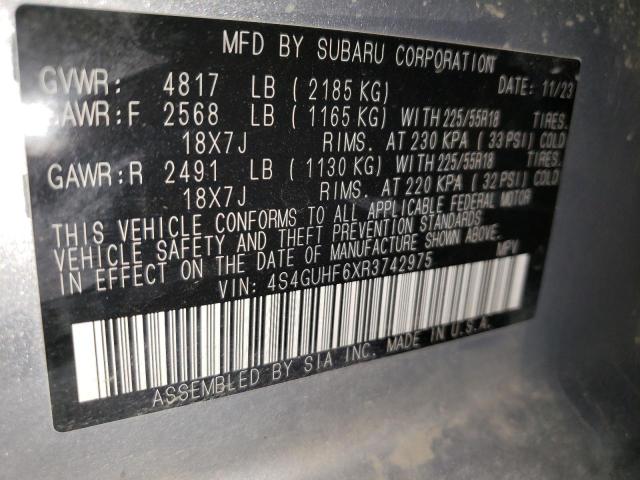 MFD BY SUBARU CORPORATION
GVWR: 4817 LB (2185 KG) DATE: 11/23
AWR:F 2568 LB (1165 KG) WITH 225/55R18 TIRES.
18X7J RIMS. AT 230 KPA (33 PSI) COLD
GAWR:R 2491 LB (1130 KG) WITH 225/55R18 TIRES.
18X7J RIMS. AT 220 KPA (32 PSI) COLD
THIS VEHICLE CONFORMS TO ALL APPLICABLE FEDERAL MOTOR
VEHICLE SAFETY AND THEFT PREVENTION STANDARDS
IN EFFECT ON THE DATE OF MANUFACTURE SHOWN ABOVE.
VIN: 4S4GUHF6XR3742975 MPV
ASSEMBLED BY SIA, INC. MADE IN U.S.A.